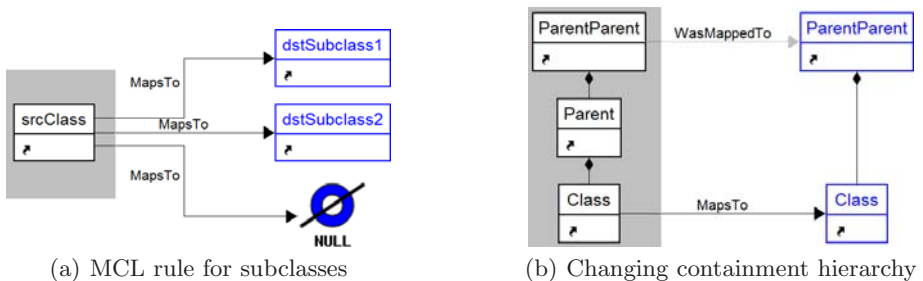 dstSubclass1
MapsTo
srcClass
MapsTo
dstSubclass2
MapsTo
NULL
(a) MCL rule for subclasses
ParentParent
WasMappedTo
ParentParent
Parent
Class
MapsTo
Class
(b) Changing containment hierarchy